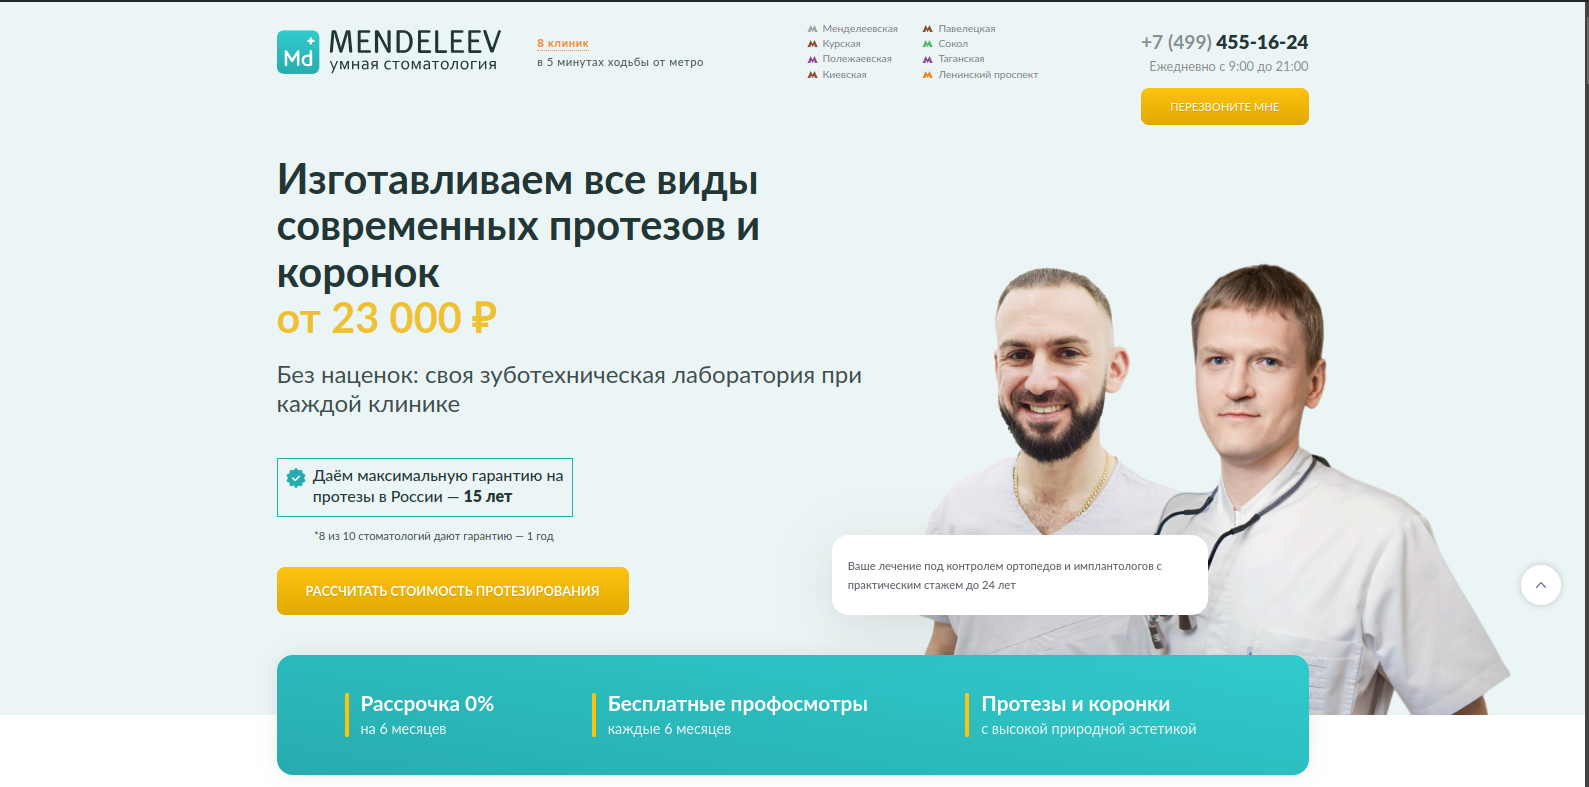 Md
MENDELEEV
умная стоматология
8 клиник
в 5 минутах ходьбы от метро
Менделеевская
Курская
Полежаевская
Киевская
Павелецкая
Сокол
Таганская
Ленинский проспект
+7 (499) 455-16-24
Ежедневно с 9:00 до 21:00
ПЕРЕЗВОНИТЕ МНЕ
Изготавливаем все виды
современных протезов и
коронок
от 23 000 ₽
Без наценок: своя зуботехническая лаборатория при
каждой клинике
Даём максимальную гарантию на
протезы в России — 15 лет
*8 из 10 стоматологий дают гарантию — 1 год
РАССЧИТАТЬ СТОИМОСТЬ ПРОТЕЗИРОВАНИЯ
Ваше лечение под контролем ортопедов и имплантологов с
практическим стажем до 24 лет
Рассрочка 0%
на 6 месяцев
Бесплатные профосмотры
каждые 6 месяцев
Протезы и коронки
с высокой природной эстетикой